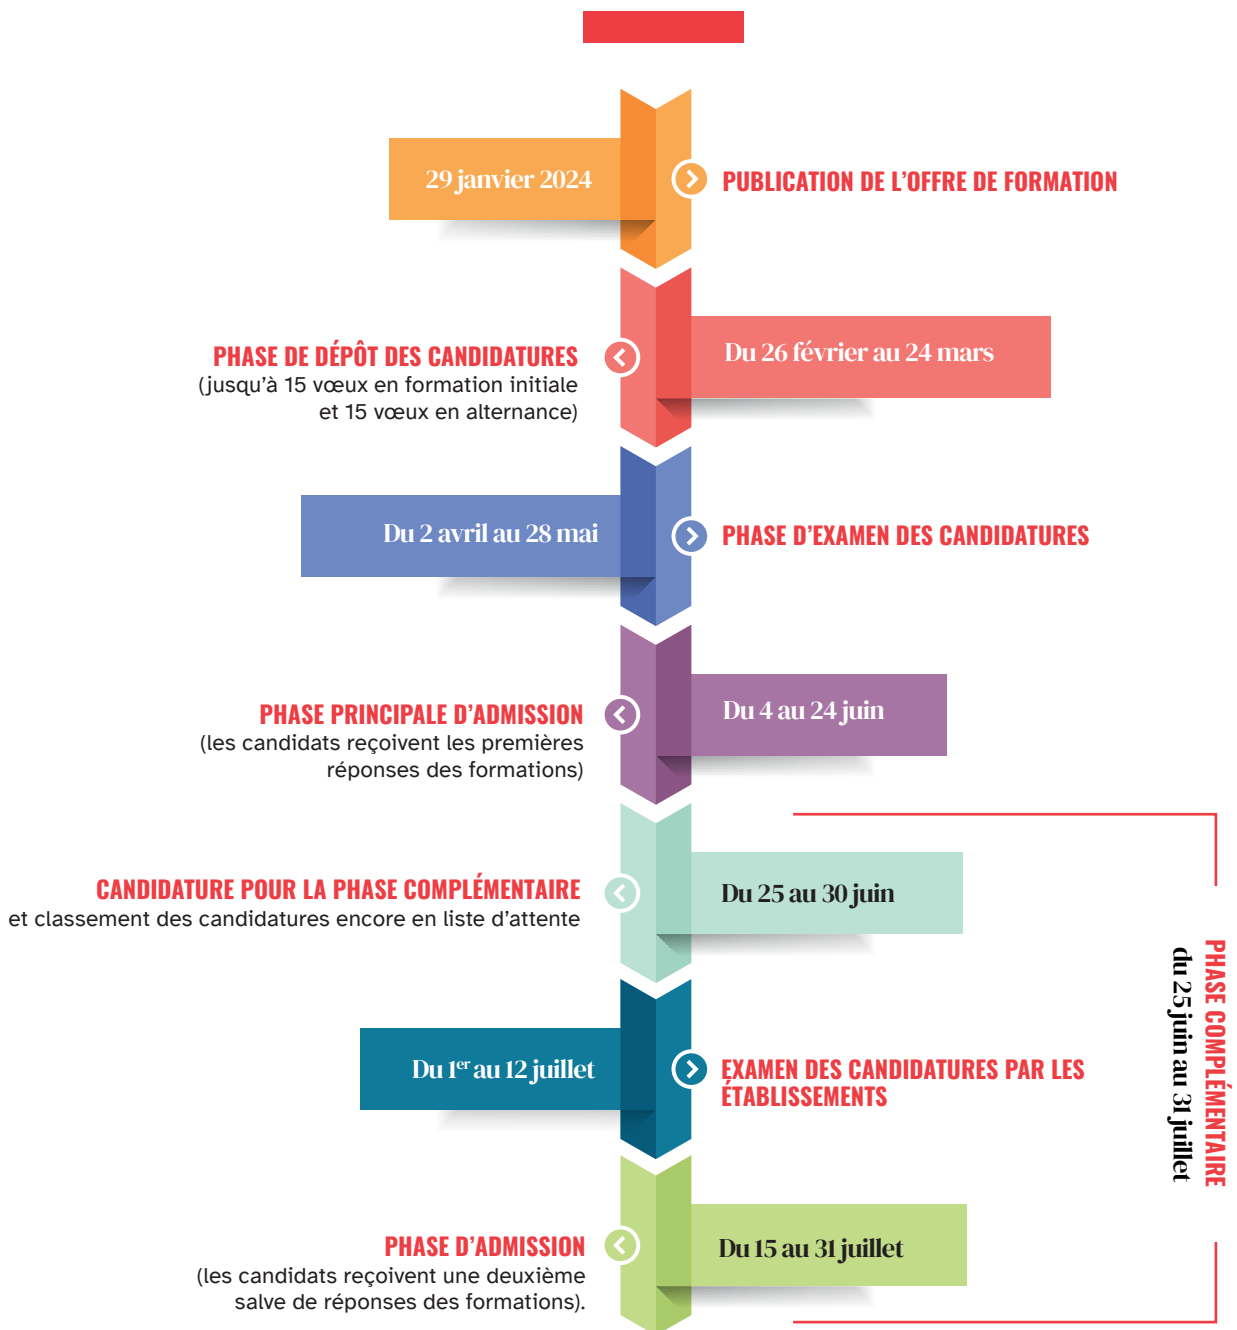 29 janvier 2024
PUBLICATION DE L’OFFRE DE FORMATION
PHASE DE DÉPÔT DES CANDIDATURES
(jusqu’à 15 vœux en formation initiale
et 15 vœux en alternance)
Du 26 février au 24 mars
Du 2 avril au 28 mai
PHASE D’EXAMEN DES CANDIDATURES
PHASE PRINCIPALE D’ADMISSION
(les candidats reçoivent les premières
réponses des formations)
Du 4 au 24 juin
CANDIDATURE POUR LA PHASE COMPLÉMENTAIRE
et classement des candidatures encore en liste d’attente
Du 25 au 30 juin
Du 1er au 12 juillet
EXAMEN DES CANDIDATURES PAR LES
ÉTABLISSEMENTS
PHASE D’ADMISSION
(les candidats reçoivent une deuxième
salve de réponses des formations).
Du 15 au 31 juillet
PHASE COMPLÉMENTAIRE
du 25 juin au 31 juillet